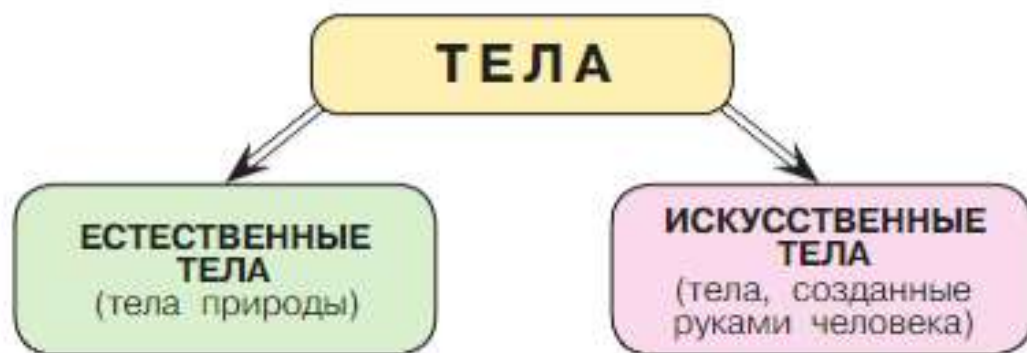 ТЕЛА
ЕСТЕСТВЕННЫЕ
ТЕЛА
(тела природы)
ИСКУССТВЕННЫЕ
ТЕЛА
(тела, созданные
руками человека)